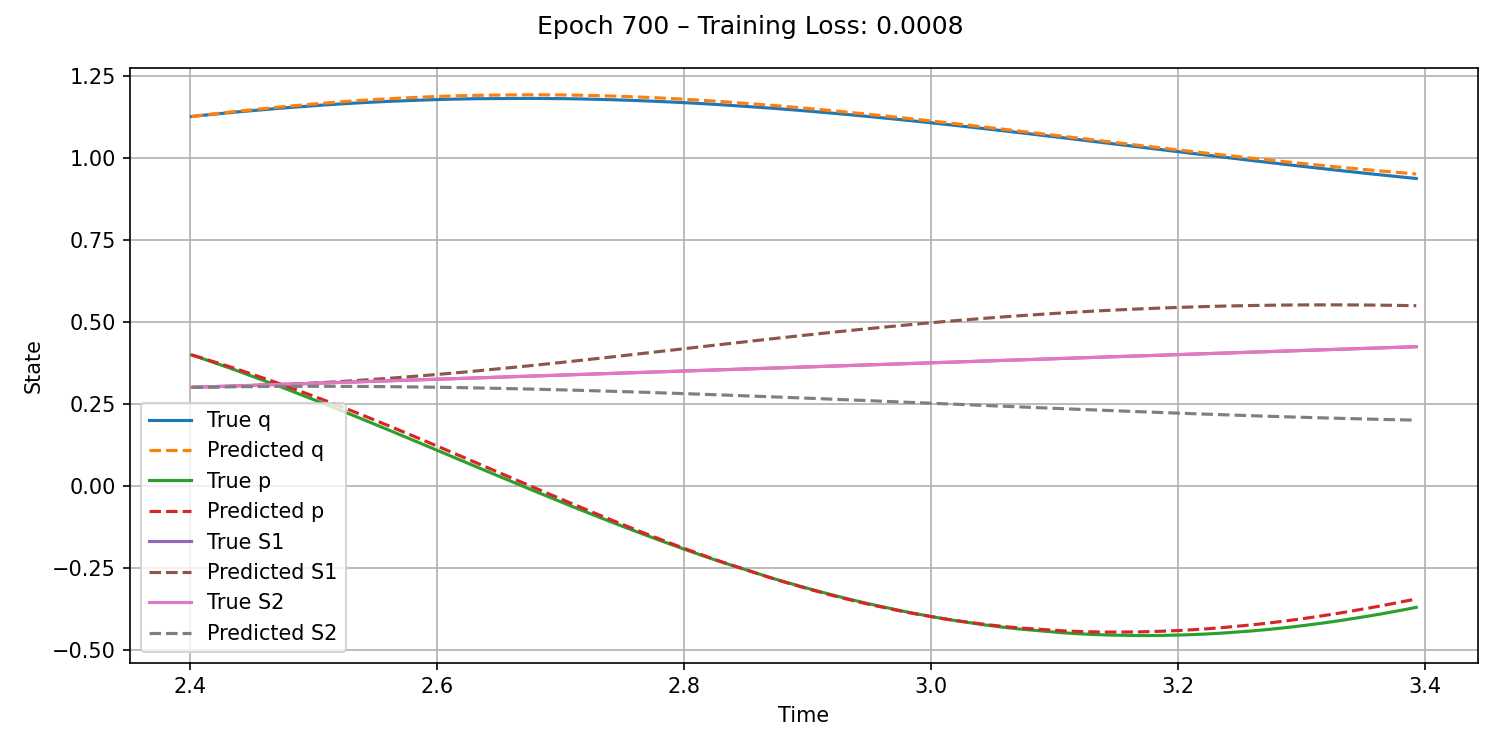 Epoch 700 – Training Loss: 0.0008
State
1.25
1.00
0.75
0.50
0.25
0.00
−0.25
−0.50
True q
Predicted q
True p
Predicted p
True S1
Predicted S1
True S2
Predicted S2
2.4 2.6 2.8 3.0 3.2 3.4
Time